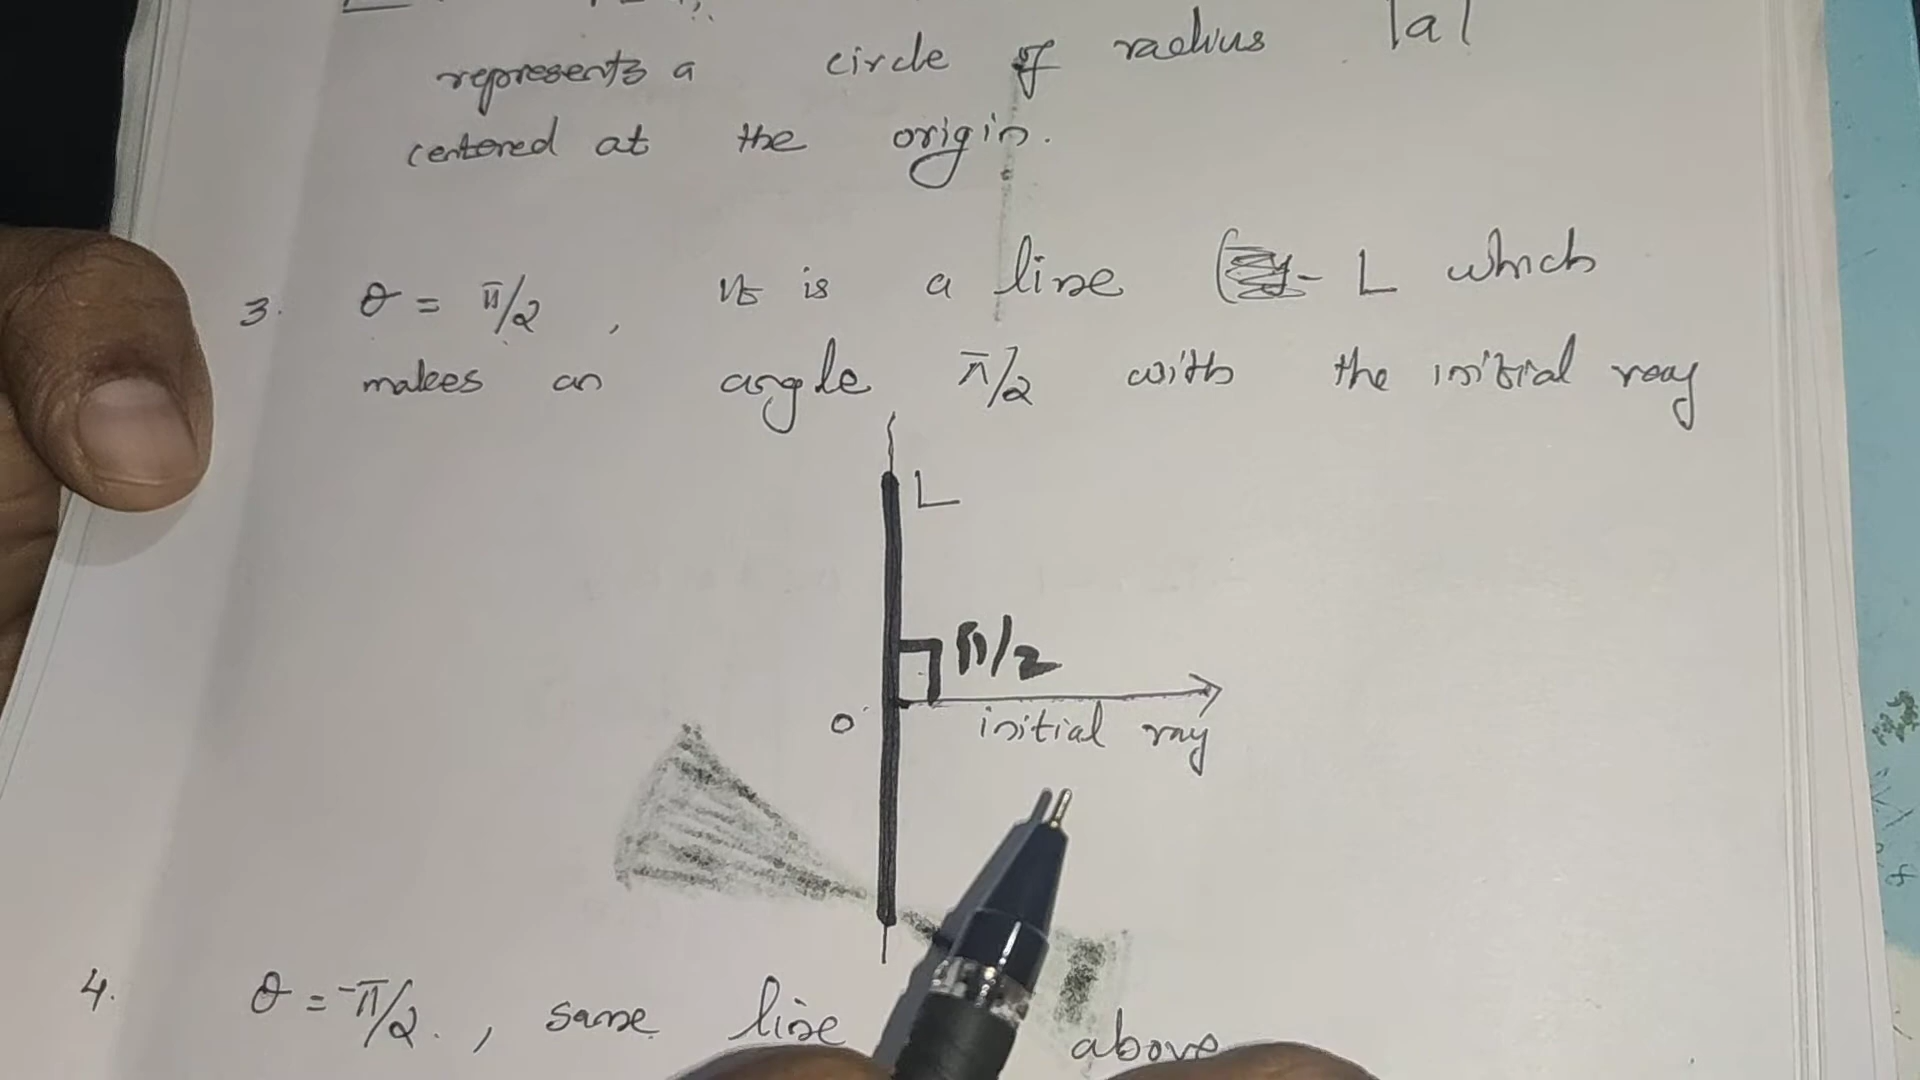 represents a circle of radius |a|
centered at the origin.
3. θ = π/2, it is a line L which
makes an angle π/2 with the initial ray
L
π/2
O
initial ray
4. θ = -π/2., same line above